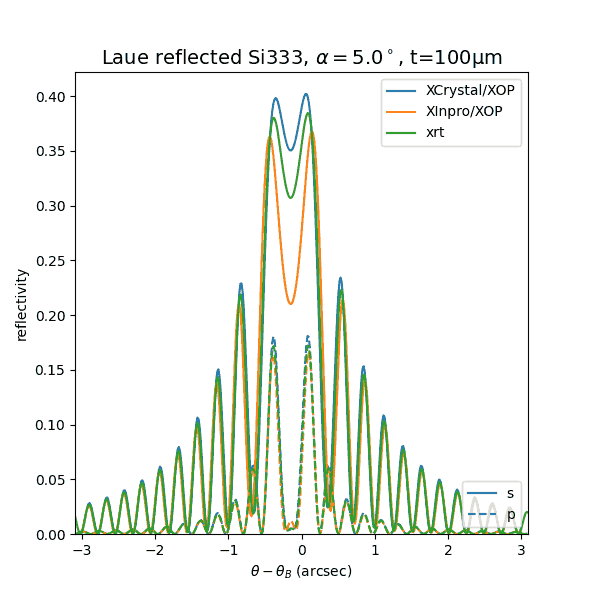 Laue reflected Si333, α = 5.0°, t=100μm
XCrystal/XOP
XInpro/XOP
xrt
reflectivity
0.40
0.35
0.30
0.25
0.20
0.15
0.10
0.05
0.00
s
p
−3
−2
−1
0
1
2
3
θ − θB (arcsec)